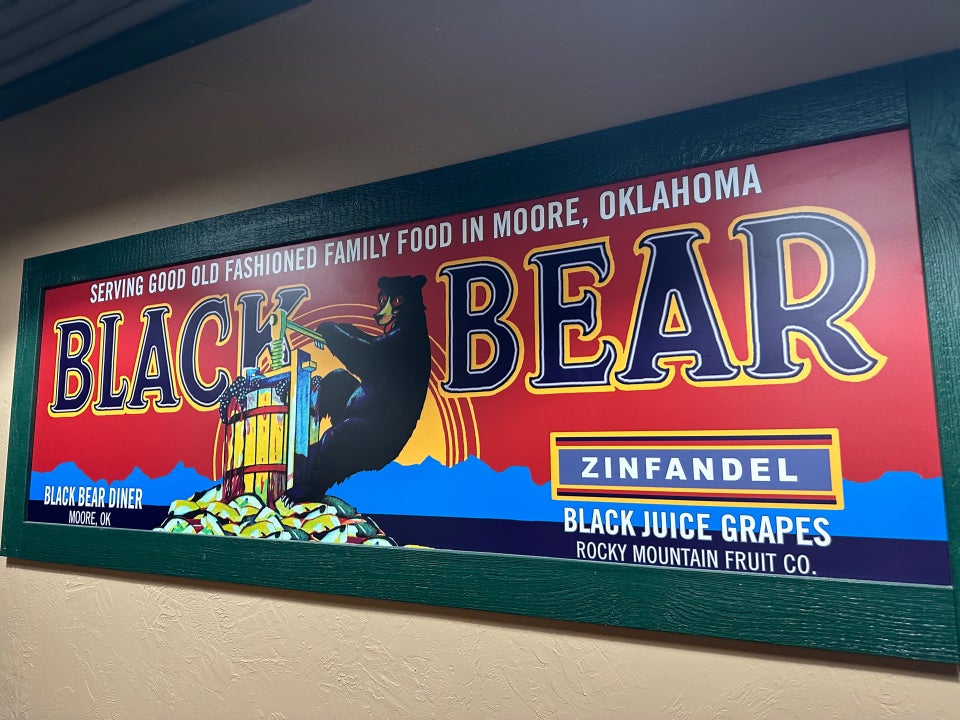 SERVING GOOD OLD FASHIONED FAMILY FOOD IN MOORE, OKLAHOMA
BLACK BEAR
ZINFANDEL
BLACK BEAR DINER
MOORE, OK
BLACK JUICE GRAPES
ROCKY MOUNTAIN FRUIT CO.